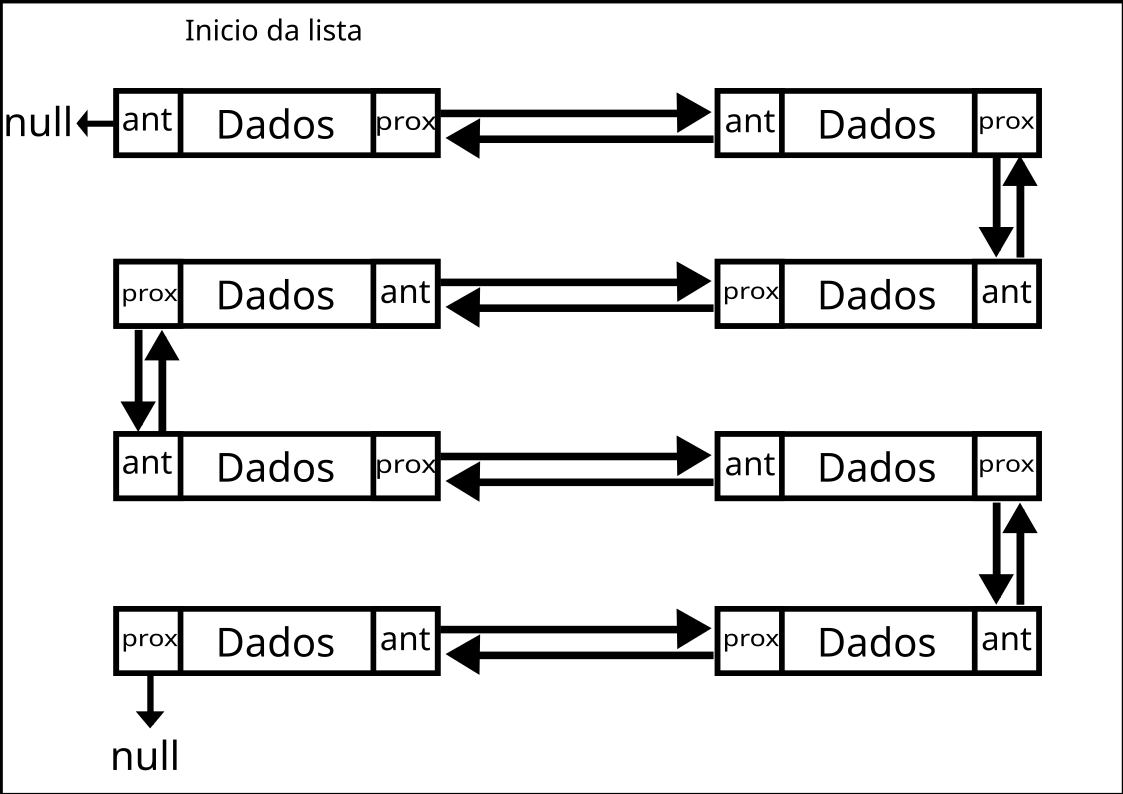 Inicio da lista
null ant Dados prox ant Dados prox
prox Dados ant prox Dados ant
ant Dados prox ant Dados prox
prox Dados ant prox Dados ant
null